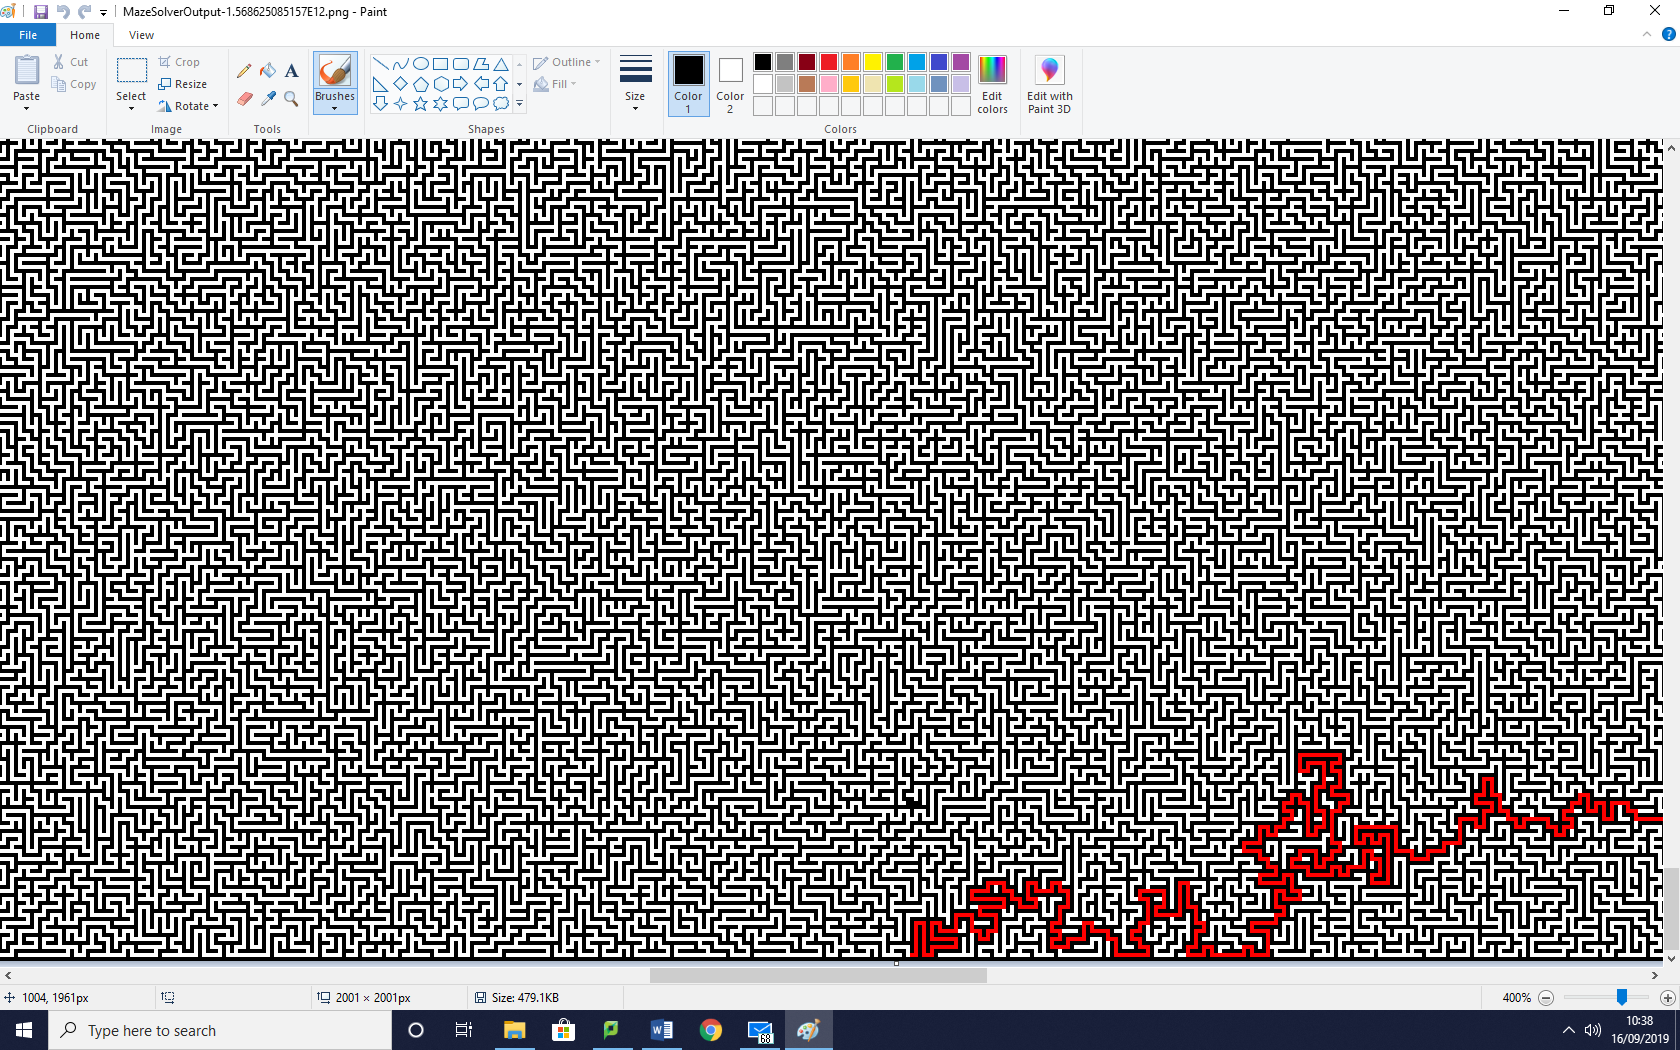 MazeSolverOutput-1.568625085157E12.png - Paint
File Home View
Paste Cut Copy
Clipboard
Select Crop Resize Rotate
Image
A
Tools
Brushes
Outline
Fill
Shapes
Size
Color 1
Color 2
Edit colors
Colors
Edit with Paint 3D
1004, 1961px
2001 × 2001px
Size: 479.1KB
400%
Type here to search
68
10:38
16/09/2019